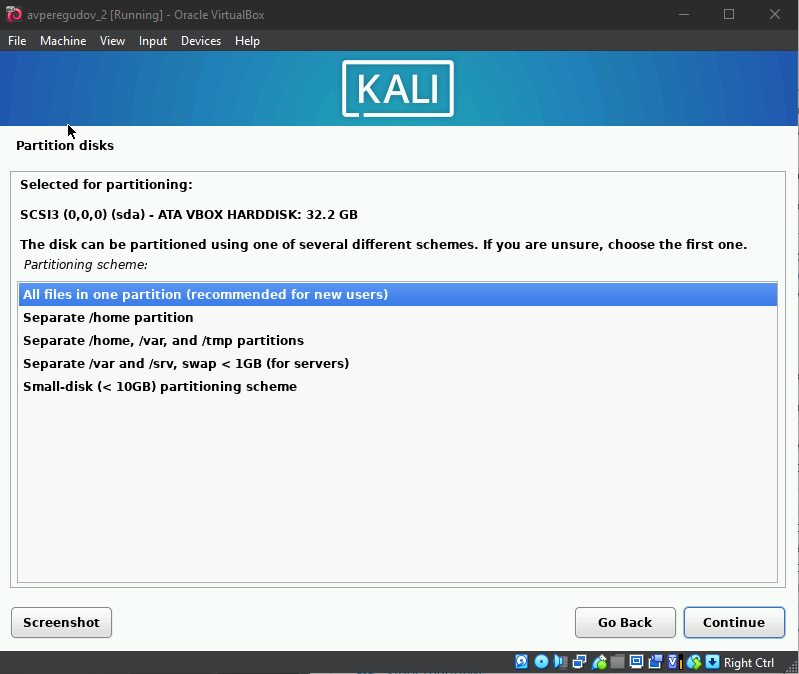 avperegudov_2 [Running] - Oracle VirtualBox
File Machine View Input Devices Help
KALI
Partition disks
Selected for partitioning:
SCSI3 (0,0,0) (sda) - ATA VBOX HARDDISK: 32.2 GB
The disk can be partitioned using one of several different schemes. If you are unsure, choose the first one.
Partitioning scheme:
All files in one partition (recommended for new users)
Separate /home partition
Separate /home, /var, and /tmp partitions
Separate /var and /srv, swap < 1GB (for servers)
Small-disk (< 10GB) partitioning scheme
Screenshot Go Back Continue
Right Ctrl